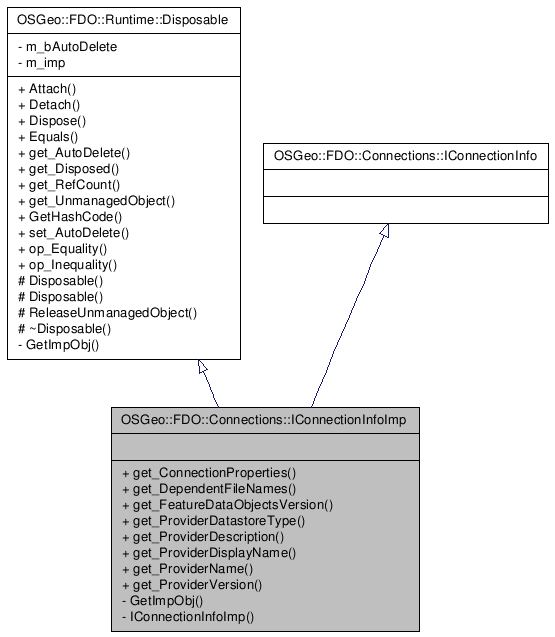 OSGeo::FDO::Runtime::Disposable
- m_bAutoDelete
- m_imp
+ Attach()
+ Detach()
+ Dispose()
+ Equals()
+ get_AutoDelete()
+ get_Disposed()
+ get_RefCount()
+ get_UnmanagedObject()
+ GetHashCode()
+ set_AutoDelete()
+ op_Equality()
+ op_Inequality()
# Disposable()
# Disposable()
# ReleaseUnmanagedObject()
# ~Disposable()
- GetImpObj()
OSGeo::FDO::Connections::IConnectionInfo
OSGeo::FDO::Connections::IConnectionInfoImp
+ get_ConnectionProperties()
+ get_DependentFileNames()
+ get_FeatureDataObjectsVersion()
+ get_ProviderDatastoreType()
+ get_ProviderDescription()
+ get_ProviderDisplayName()
+ get_ProviderName()
+ get_ProviderVersion()
- GetImpObj()
- IConnectionInfoImp()